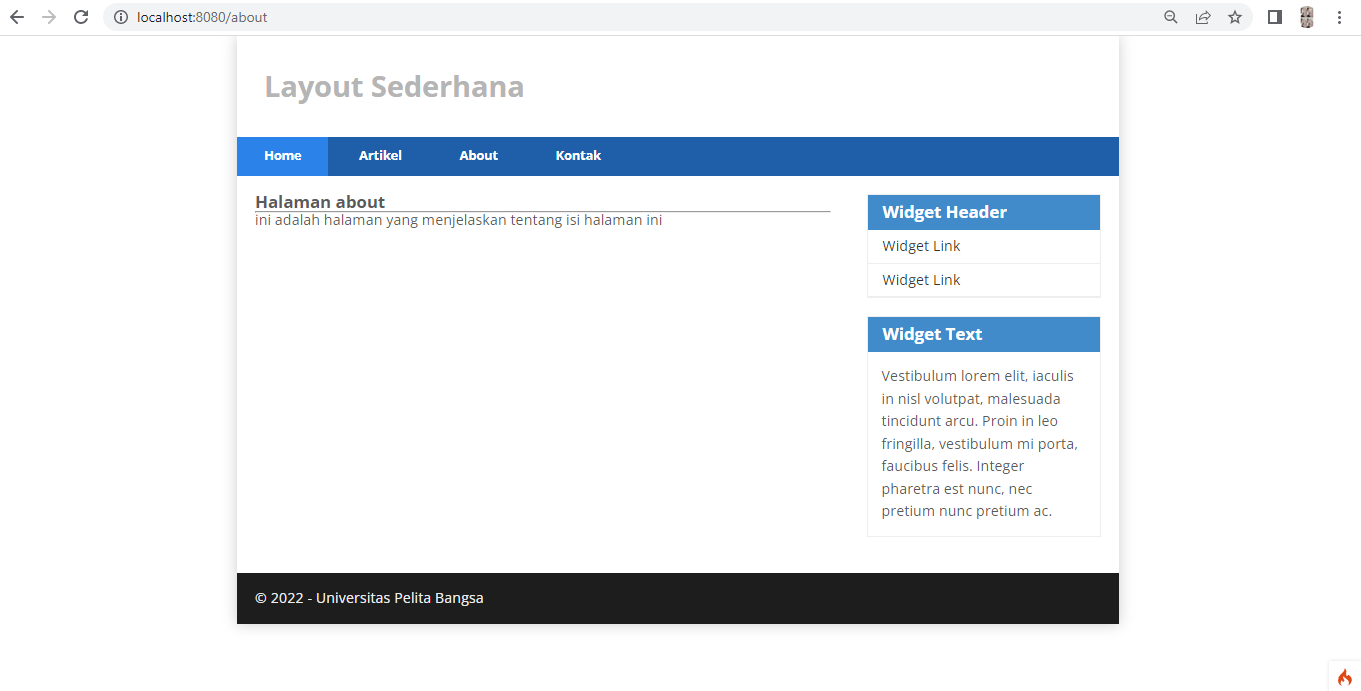 localhost:8080/about
Layout Sederhana
Home Artikel About Kontak
Halaman about
ini adalah halaman yang menjelaskan tentang isi halaman ini
Widget Header
Widget Link
Widget Link
Widget Text
Vestibulum lorem elit, iaculis
in nisl volutpat, malesuada
tincidunt arcu. Proin in leo
fringilla, vestibulum mi porta,
faucibus felis. Integer
pharetra est nunc, nec
pretium nunc pretium ac.
© 2022 - Universitas Pelita Bangsa